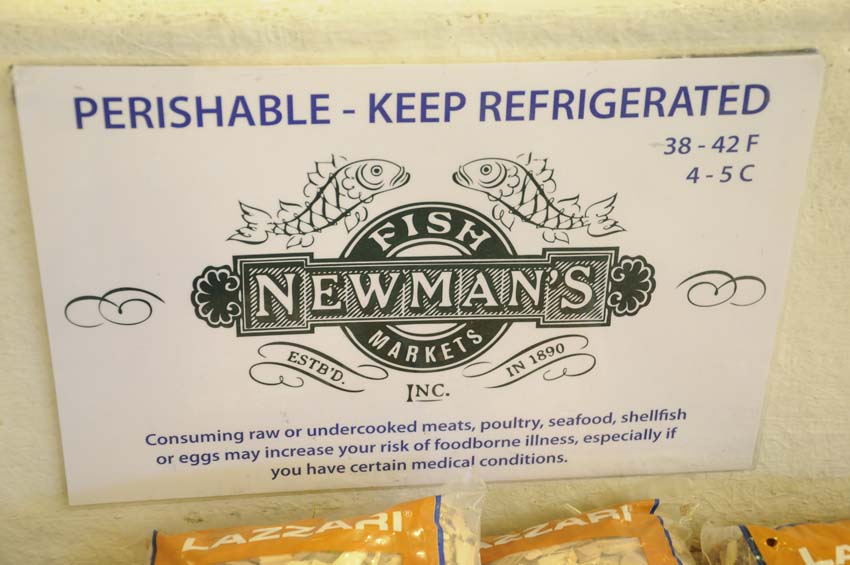 PERISHABLE - KEEP REFRIGERATED
38 - 42 F
4 - 5 C
FISH
NEWMAN'S
MARKETS
ESTB'D. IN 1890
INC.
Consuming raw or undercooked meats, poultry, seafood, shellfish
or eggs may increase your risk of foodborne illness, especially if
you have certain medical conditions.
LAZZARI® LAZZARI LAZZ